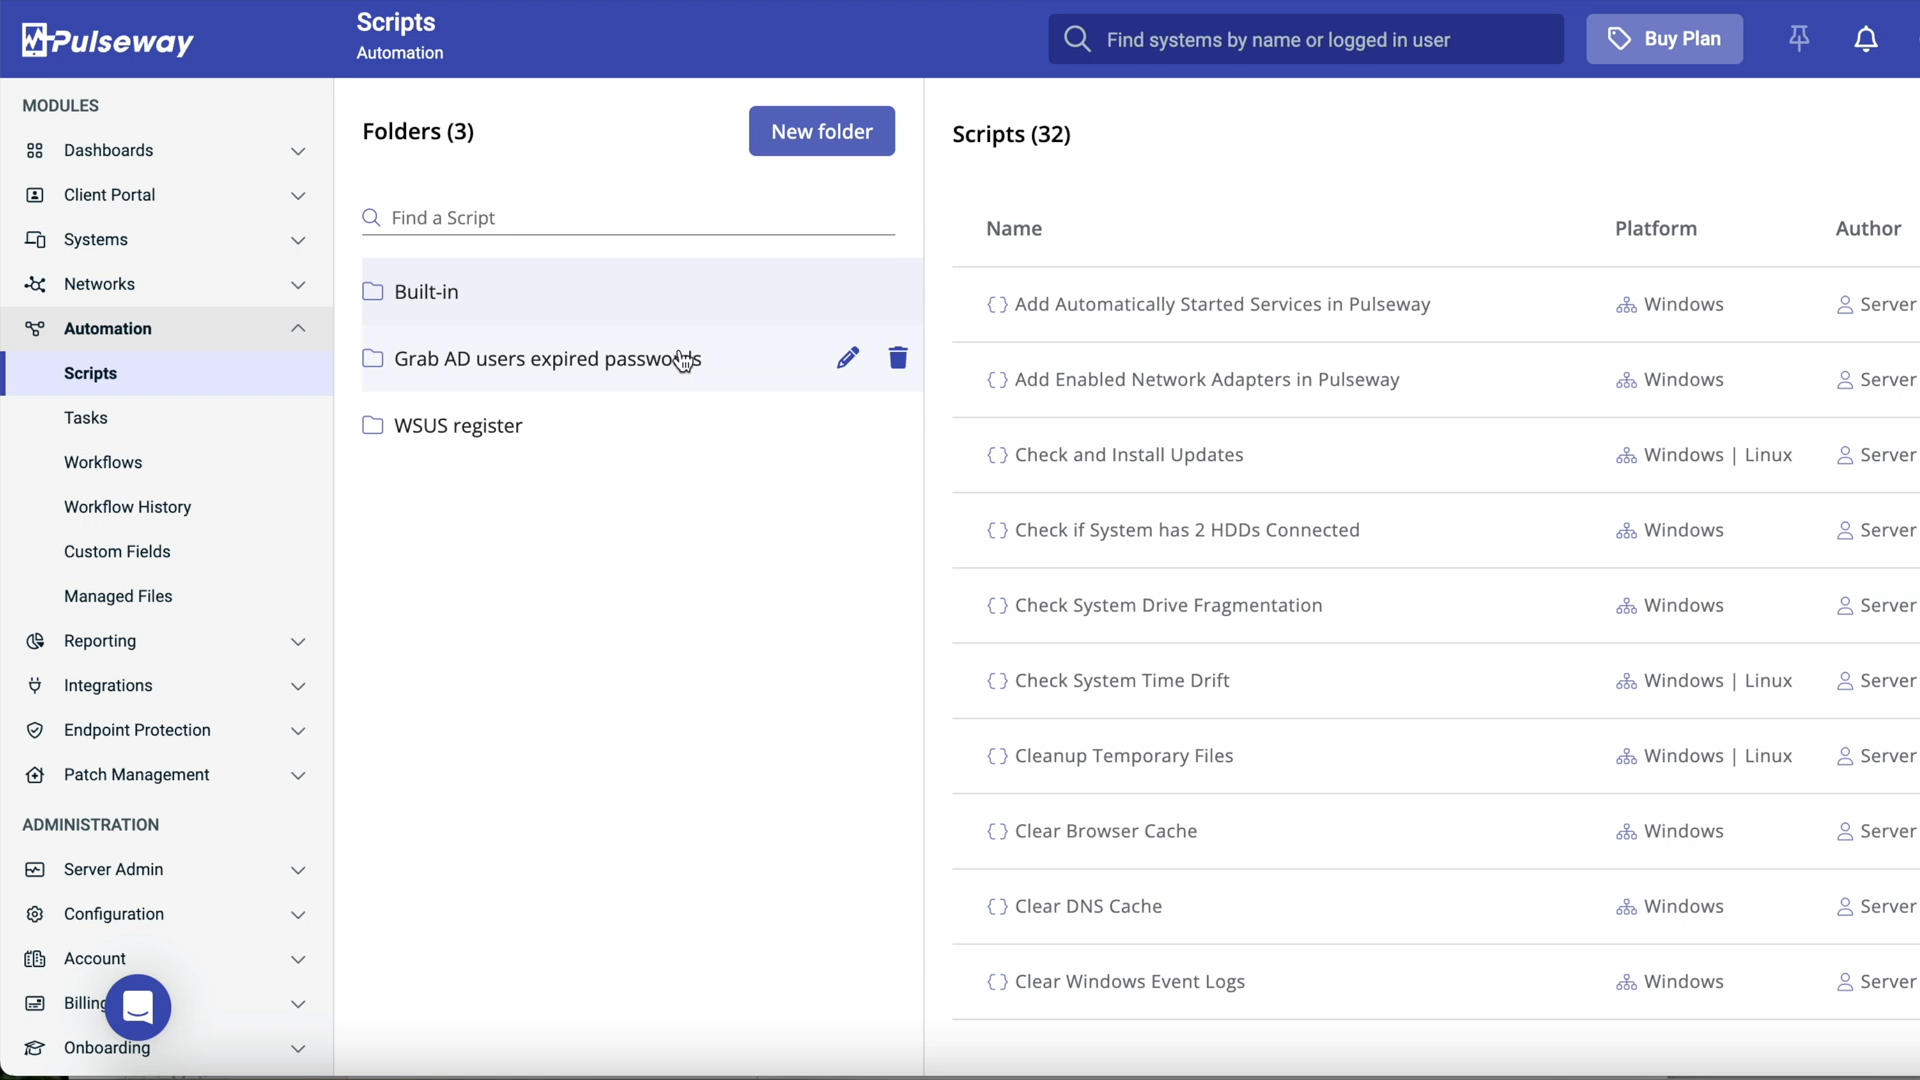 Pulseway
Scripts
Automation
Find systems by name or logged in user
Buy Plan
MODULES
Dashboards
Client Portal
Systems
Networks
Automation
Scripts
Tasks
Workflows
Workflow History
Custom Fields
Managed Files
Reporting
Integrations
Endpoint Protection
Patch Management
ADMINISTRATION
Server Admin
Configuration
Account
Billing
Onboarding
Folders (3)
New folder
Find a Script
Built-in
Grab AD users expired passwords
WSUS register
Scripts (32)
Name Platform Author
{} Add Automatically Started Services in Pulseway Windows Server
{} Add Enabled Network Adapters in Pulseway Windows Server
{} Check and Install Updates Windows | Linux Server
{} Check if System has 2 HDDs Connected Windows Server
{} Check System Drive Fragmentation Windows Server
{} Check System Time Drift Windows | Linux Server
{} Cleanup Temporary Files Windows | Linux Server
{} Clear Browser Cache Windows Server
{} Clear DNS Cache Windows Server
{} Clear Windows Event Logs Windows Server